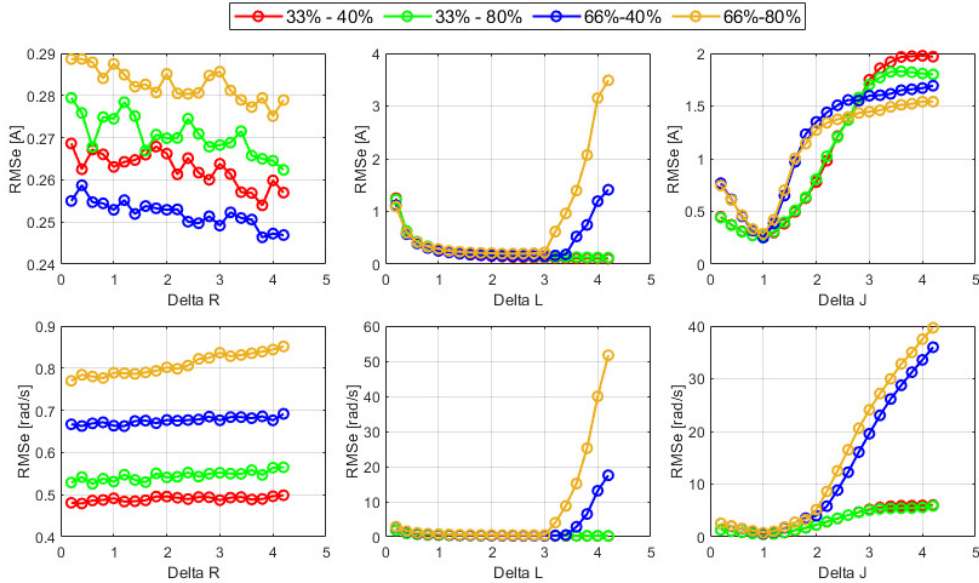 33% - 40% 33% - 80% 66%-40% 66%-80%
RMSe [A]
0.29
0.28
0.27
0.26
0.25
0.24
0 1 2 3 4 5
Delta R
RMSe [A]
4
3
2
1
0
0 1 2 3 4 5
Delta L
RMSe [A]
2
1.5
1
0.5
0
0 1 2 3 4 5
Delta J
RMSe [rad/s]
0.9
0.8
0.7
0.6
0.5
0.4
0 1 2 3 4 5
Delta R
RMSe [rad/s]
60
50
40
30
20
10
0
0 1 2 3 4 5
Delta L
RMSe [rad/s]
40
30
20
10
0
0 1 2 3 4 5
Delta J